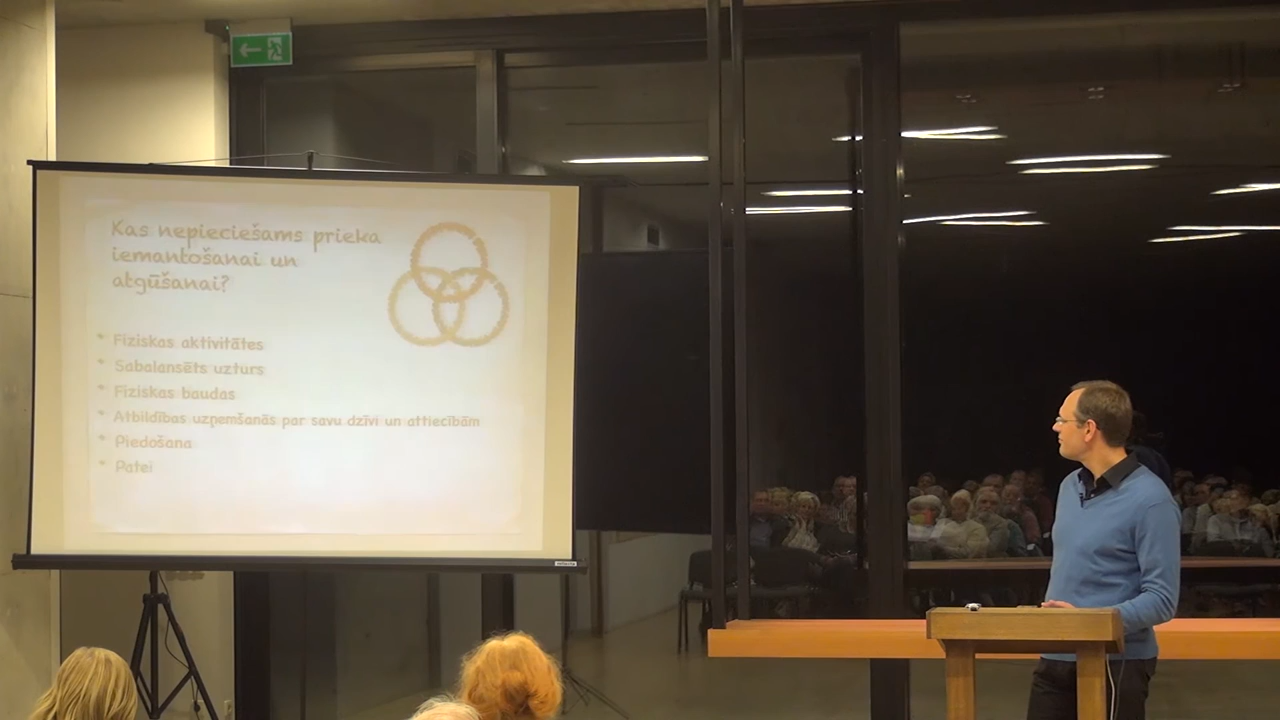 Kas nepieciešams prieka
iemantošanai un
atgūšanai?
* Fiziskas aktivitātes
* Sabalansēts uzturs
* Fiziskas baudas
* Atbildības uzņemšanās par savu dzīvi un attiecībām
* Piedošana
* Patei